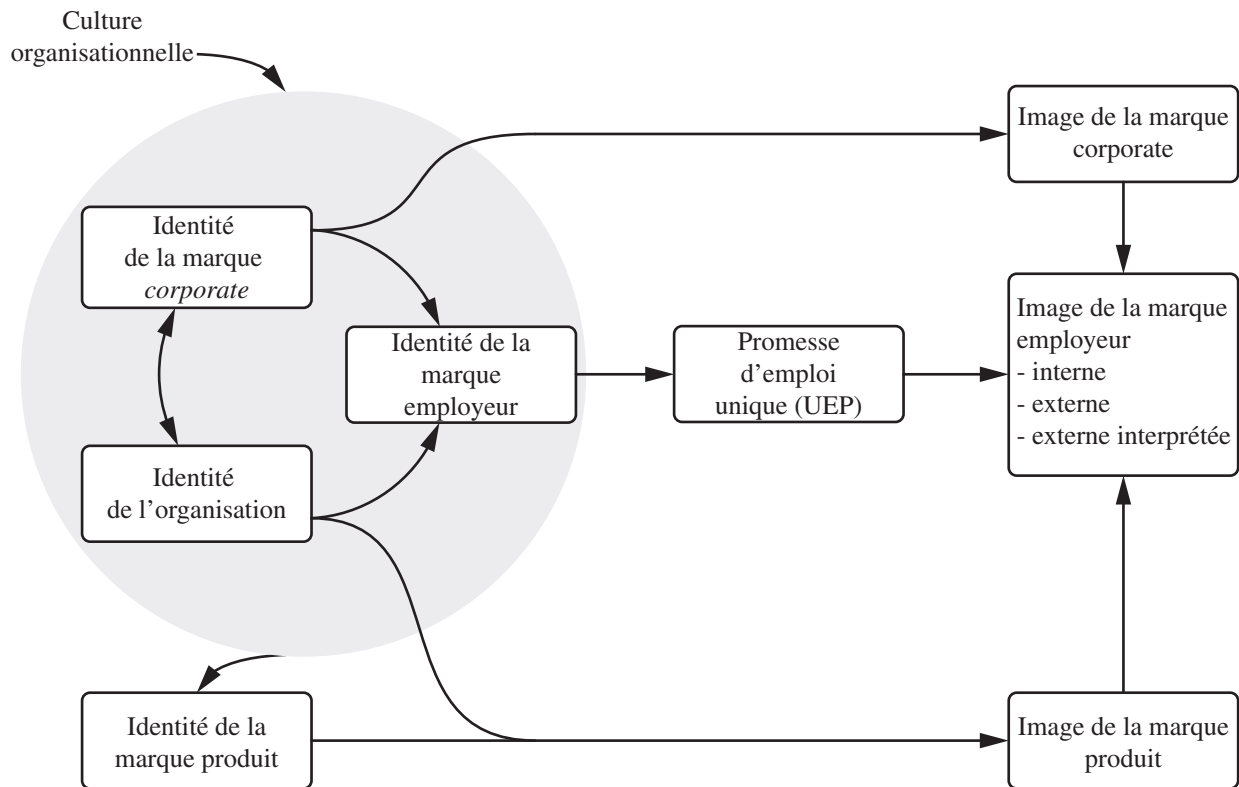 Culture
organisationnelle
Image de la marque
corporate
Identité
de la marque
corporate
Identité de la
marque
employeur
Promesse
d’emploi
unique (UEP)
Image de la marque
employeur
- interne
- externe
- externe interprétée
Identité
de l’organisation
Identité de la
marque produit
Image de la marque
produit